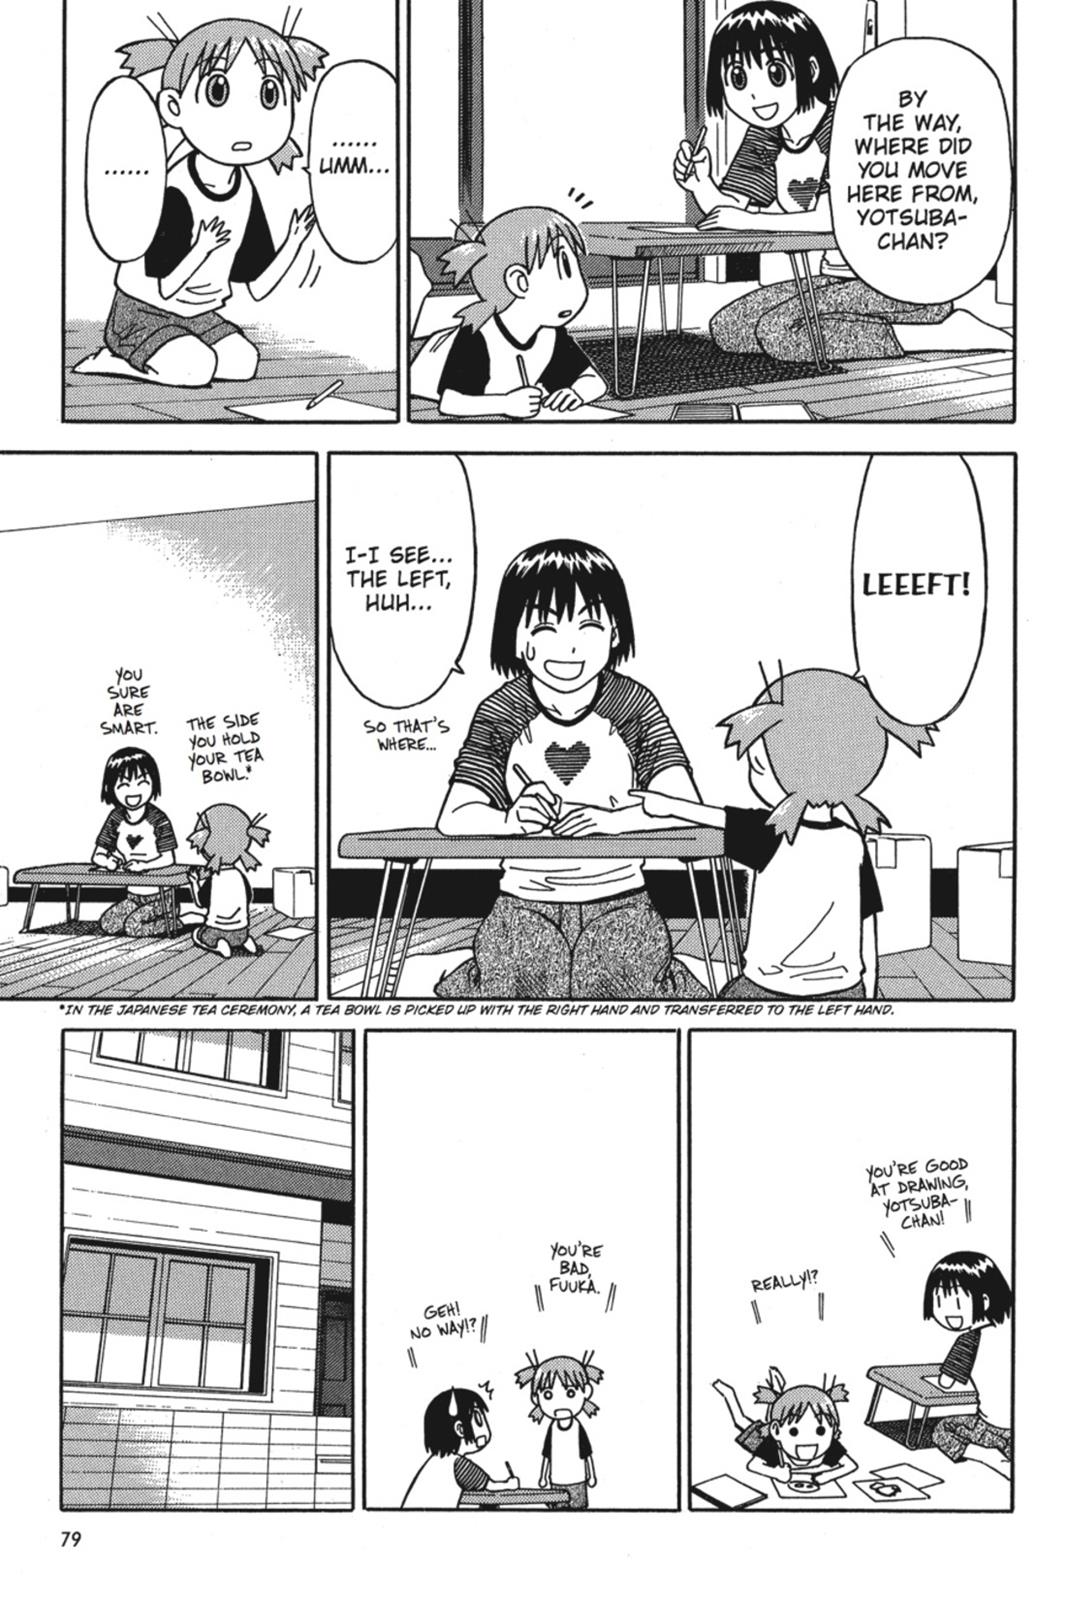 BY
THE WAY,
WHERE DID
YOU MOVE
HERE FROM,
YOTSUBA-
CHAN?
......
UMM...
......
LEEEFT!
I-I SEE...
THE LEFT,
HUH...
SO THAT'S
WHERE...
THE SIDE
YOU HOLD
YOUR TEA
BOWL.*
YOU
SURE
ARE
SMART.
*IN THE JAPANESE TEA CEREMONY, A TEA BOWL IS PICKED UP WITH THE RIGHT HAND AND TRANSFERRED TO THE LEFT HAND.
YOU'RE GOOD
AT DRAWING,
YOTSUBA-
CHAN!
REALLY!?
YOU'RE
BAD,
FUUKA.
GEH!
NO WAY!?
79